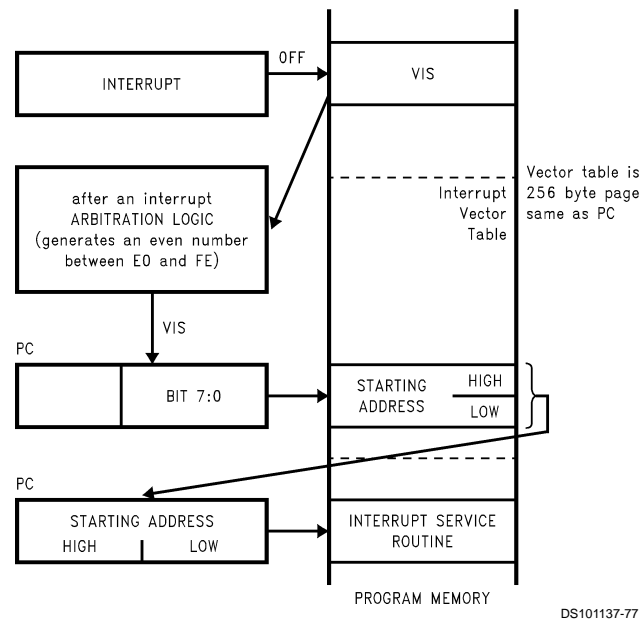 INTERRUPT
OFF
VIS
after an interrupt
ARBITRATION LOGIC
(generates an even number
between E0 and FE)
Interrupt
Vector
Table
Vector table is
256 byte page
same as PC
VIS
PC
BIT 7:0
STARTING
ADDRESS
HIGH
LOW
PC
STARTING ADDRESS
HIGH
LOW
INTERRUPT SERVICE
ROUTINE
PROGRAM MEMORY
DS101137-77